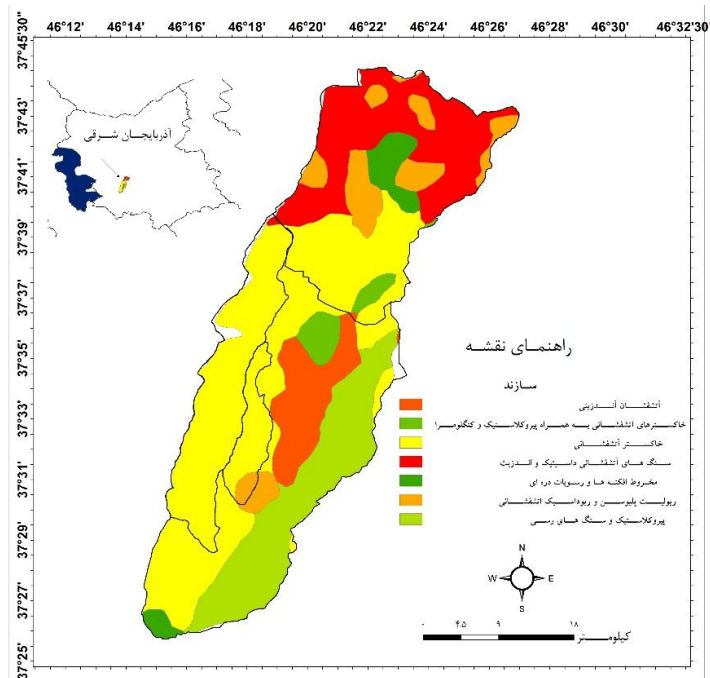 46°12' 46°14' 46°16' 46°18' 46°20' 46°22' 46°24' 46°26' 46°28' 46°30' 46°32'30"
37°45'30"
37°43'
37°41'
37°39'
37°37'
37°35'
37°33'
37°31'
37°29'
37°27'
37°25'
آذربایجان شرقی
راهنمای نقشه
سازند
آتشفشان آندزیتی
خاکسترهای آتشفشانی به همراه پیروکلاستیک و کنگلومرا
خاکستر آتشفشانی
سنگ های آتشفشانی داسیتیک و اندزیت
مخروط افکنه ها و رسوبات دره ای
ریولیت پلیوسن و ریوداسیک اتشفشانی
پیروکلاستیک و سنگ های رسی
N
W E
S
۰ ۴.۵ ۹ ۱۸
کیلومتر